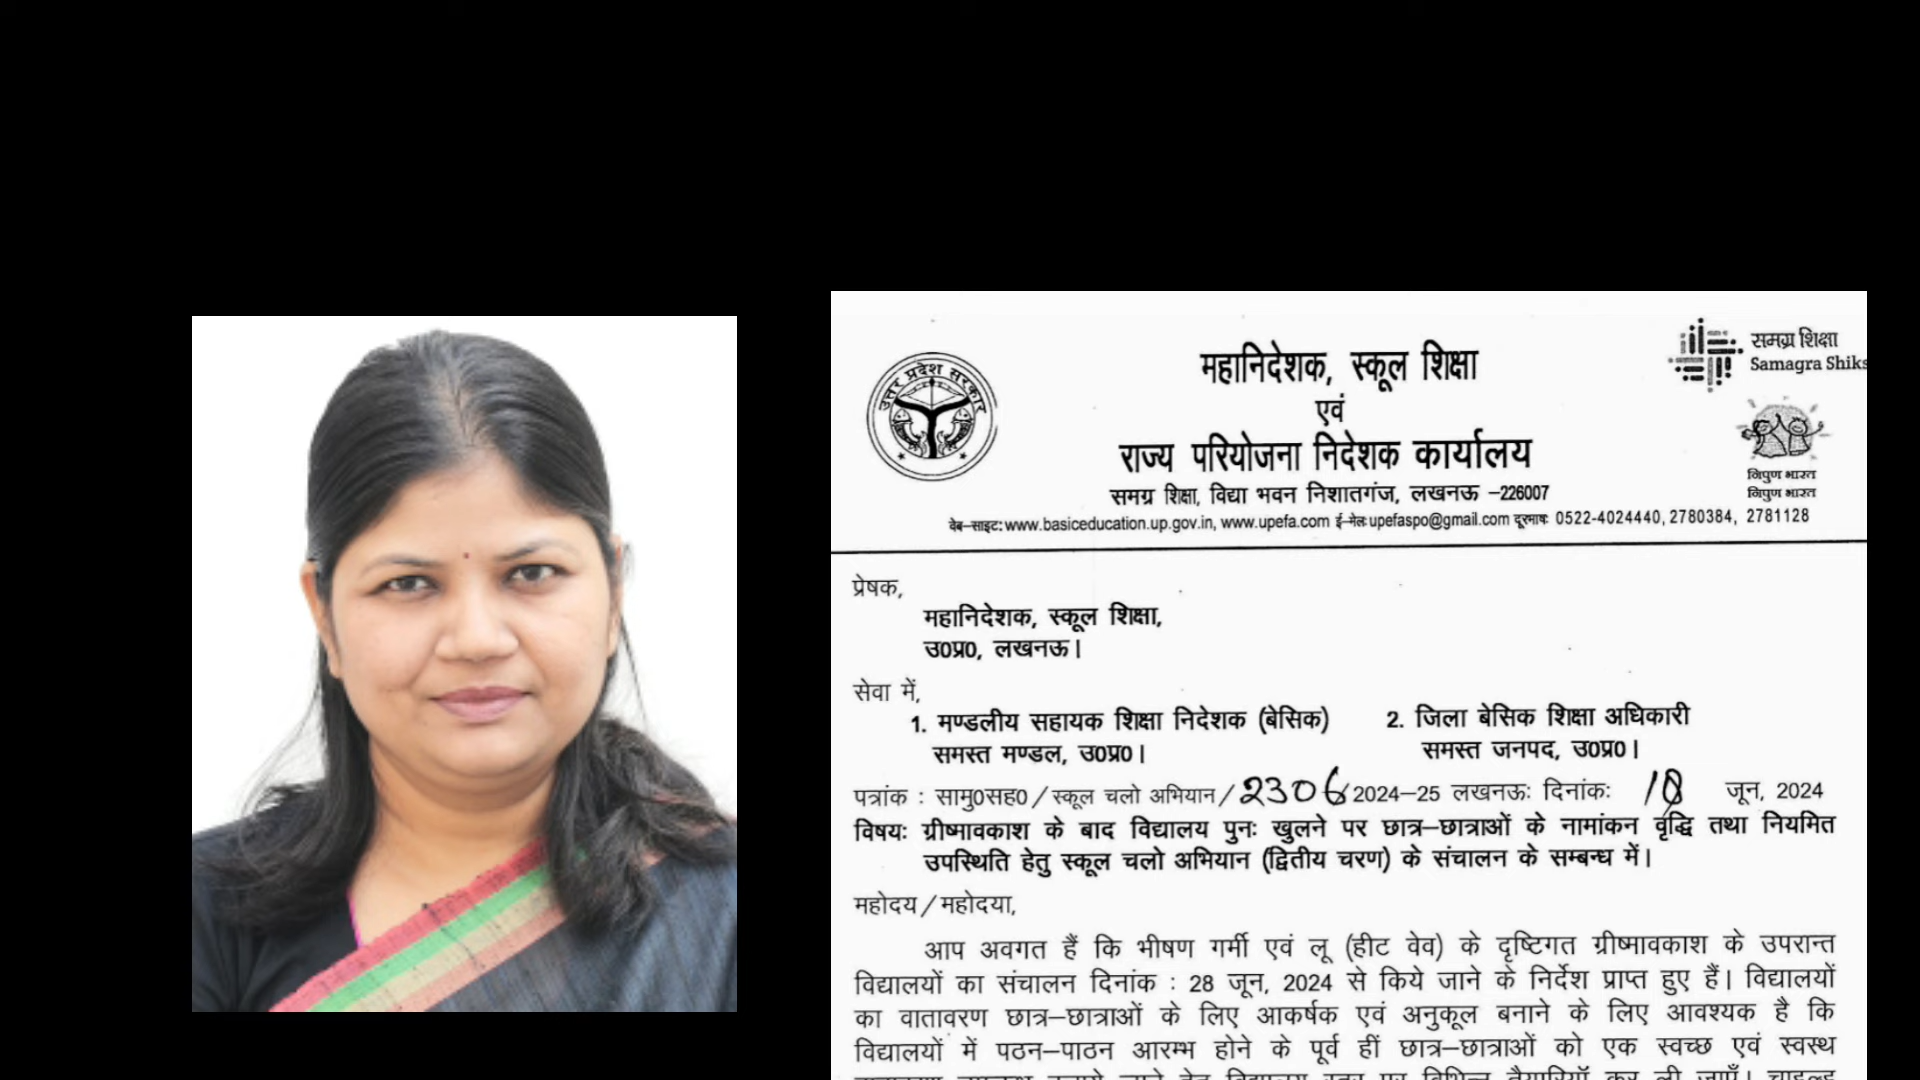 उत्तर प्रदेश सरकार
समग्र शिक्षा
Samagra Shiks
महानिदेशक, स्कूल शिक्षा
एवं
राज्य परियोजना निदेशक कार्यालय
निपुण भारत
निपुण भारत
समग्र शिक्षा, विद्या भवन निशातगंज, लखनऊ –226007
वेब–साइट: www.basiceducation.up.gov.in, www.upefa.com ई–मेल: upefaspo@gmail.com दूरभाषः 0522-4024440, 2780384, 2781128
प्रेषक,
महानिदेशक, स्कूल शिक्षा,
उ0प्र0, लखनऊ।
सेवा में,
1. मण्डलीय सहायक शिक्षा निदेशक (बेसिक) 2. जिला बेसिक शिक्षा अधिकारी
समस्त मण्डल, उ0प्र0। समस्त जनपद, उ0प्र0।
पत्रांक : सामु0सह0/स्कूल चलो अभियान/2306 2024–25 लखनऊः दिनांकः 18 जून, 2024
विषयः ग्रीष्मावकाश के बाद विद्यालय पुनः खुलने पर छात्र–छात्राओं के नामांकन वृद्धि तथा नियमित
उपस्थिति हेतु स्कूल चलो अभियान (द्वितीय चरण) के संचालन के सम्बन्ध में।
महोदय/महोदया,
आप अवगत हैं कि भीषण गर्मी एवं लू (हीट वेव) के दृष्टिगत ग्रीष्मावकाश के उपरान्त
विद्यालयों का संचालन दिनांक : 28 जून, 2024 से किये जाने के निर्देश प्राप्त हुए हैं। विद्यालयों
का वातावरण छात्र–छात्राओं के लिए आकर्षक एवं अनुकूल बनाने के लिए आवश्यक है कि
विद्यालयों में पठन–पाठन आरम्भ होने के पूर्व हीं छात्र–छात्राओं को एक स्वच्छ एवं स्वस्थ